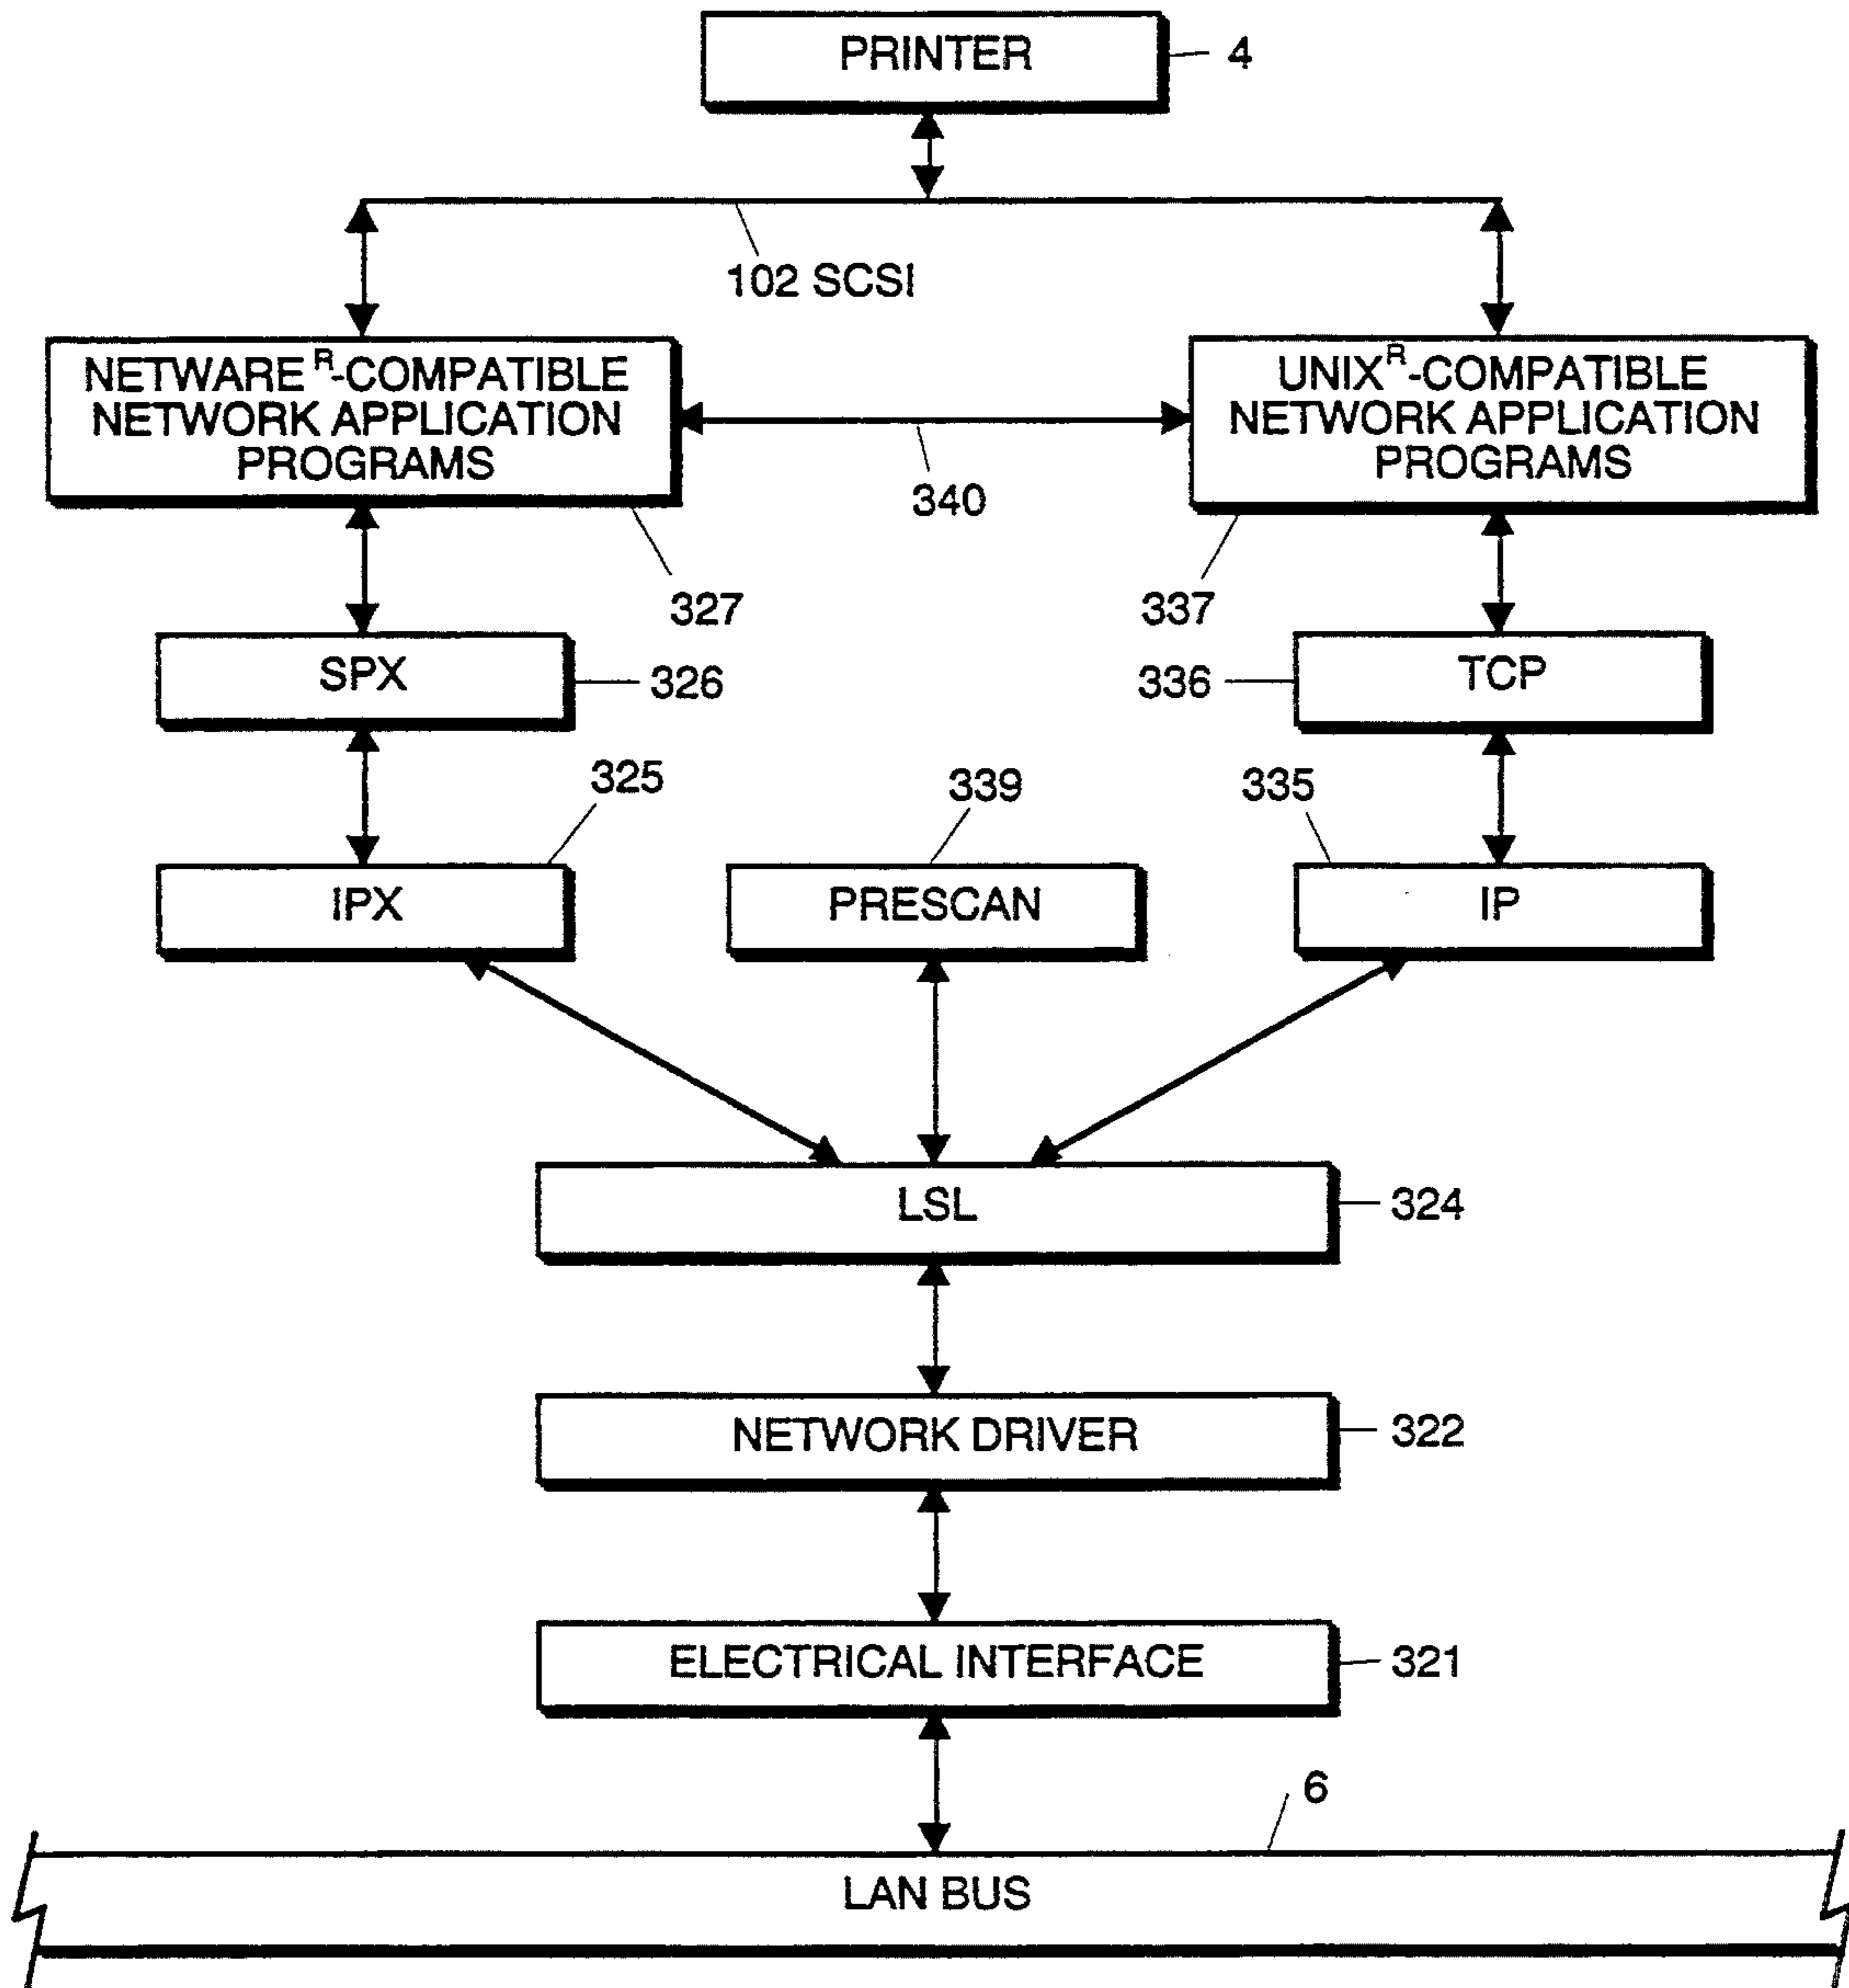 PRINTER
4
102 SCSI
NETWARE R-COMPATIBLE
NETWORK APPLICATION
PROGRAMS
UNIX R-COMPATIBLE
NETWORK APPLICATION
PROGRAMS
340
327
337
SPX
326
336
TCP
325
339
335
IPX
PRESCAN
IP
LSL
324
NETWORK DRIVER
322
ELECTRICAL INTERFACE
321
6
LAN BUS